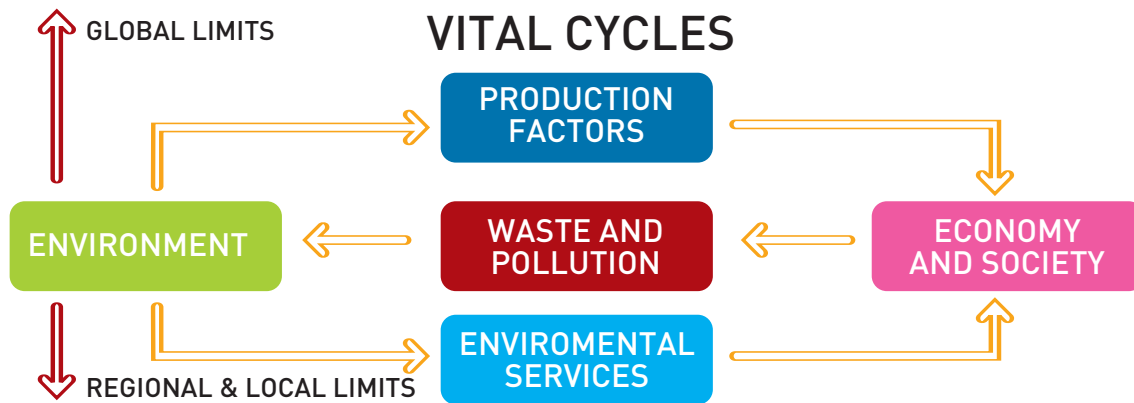 GLOBAL LIMITS
VITAL CYCLES
PRODUCTION
FACTORS
ENVIRONMENT
WASTE AND
POLLUTION
ECONOMY
AND SOCIETY
ENVIROMENTAL
SERVICES
REGIONAL & LOCAL LIMITS